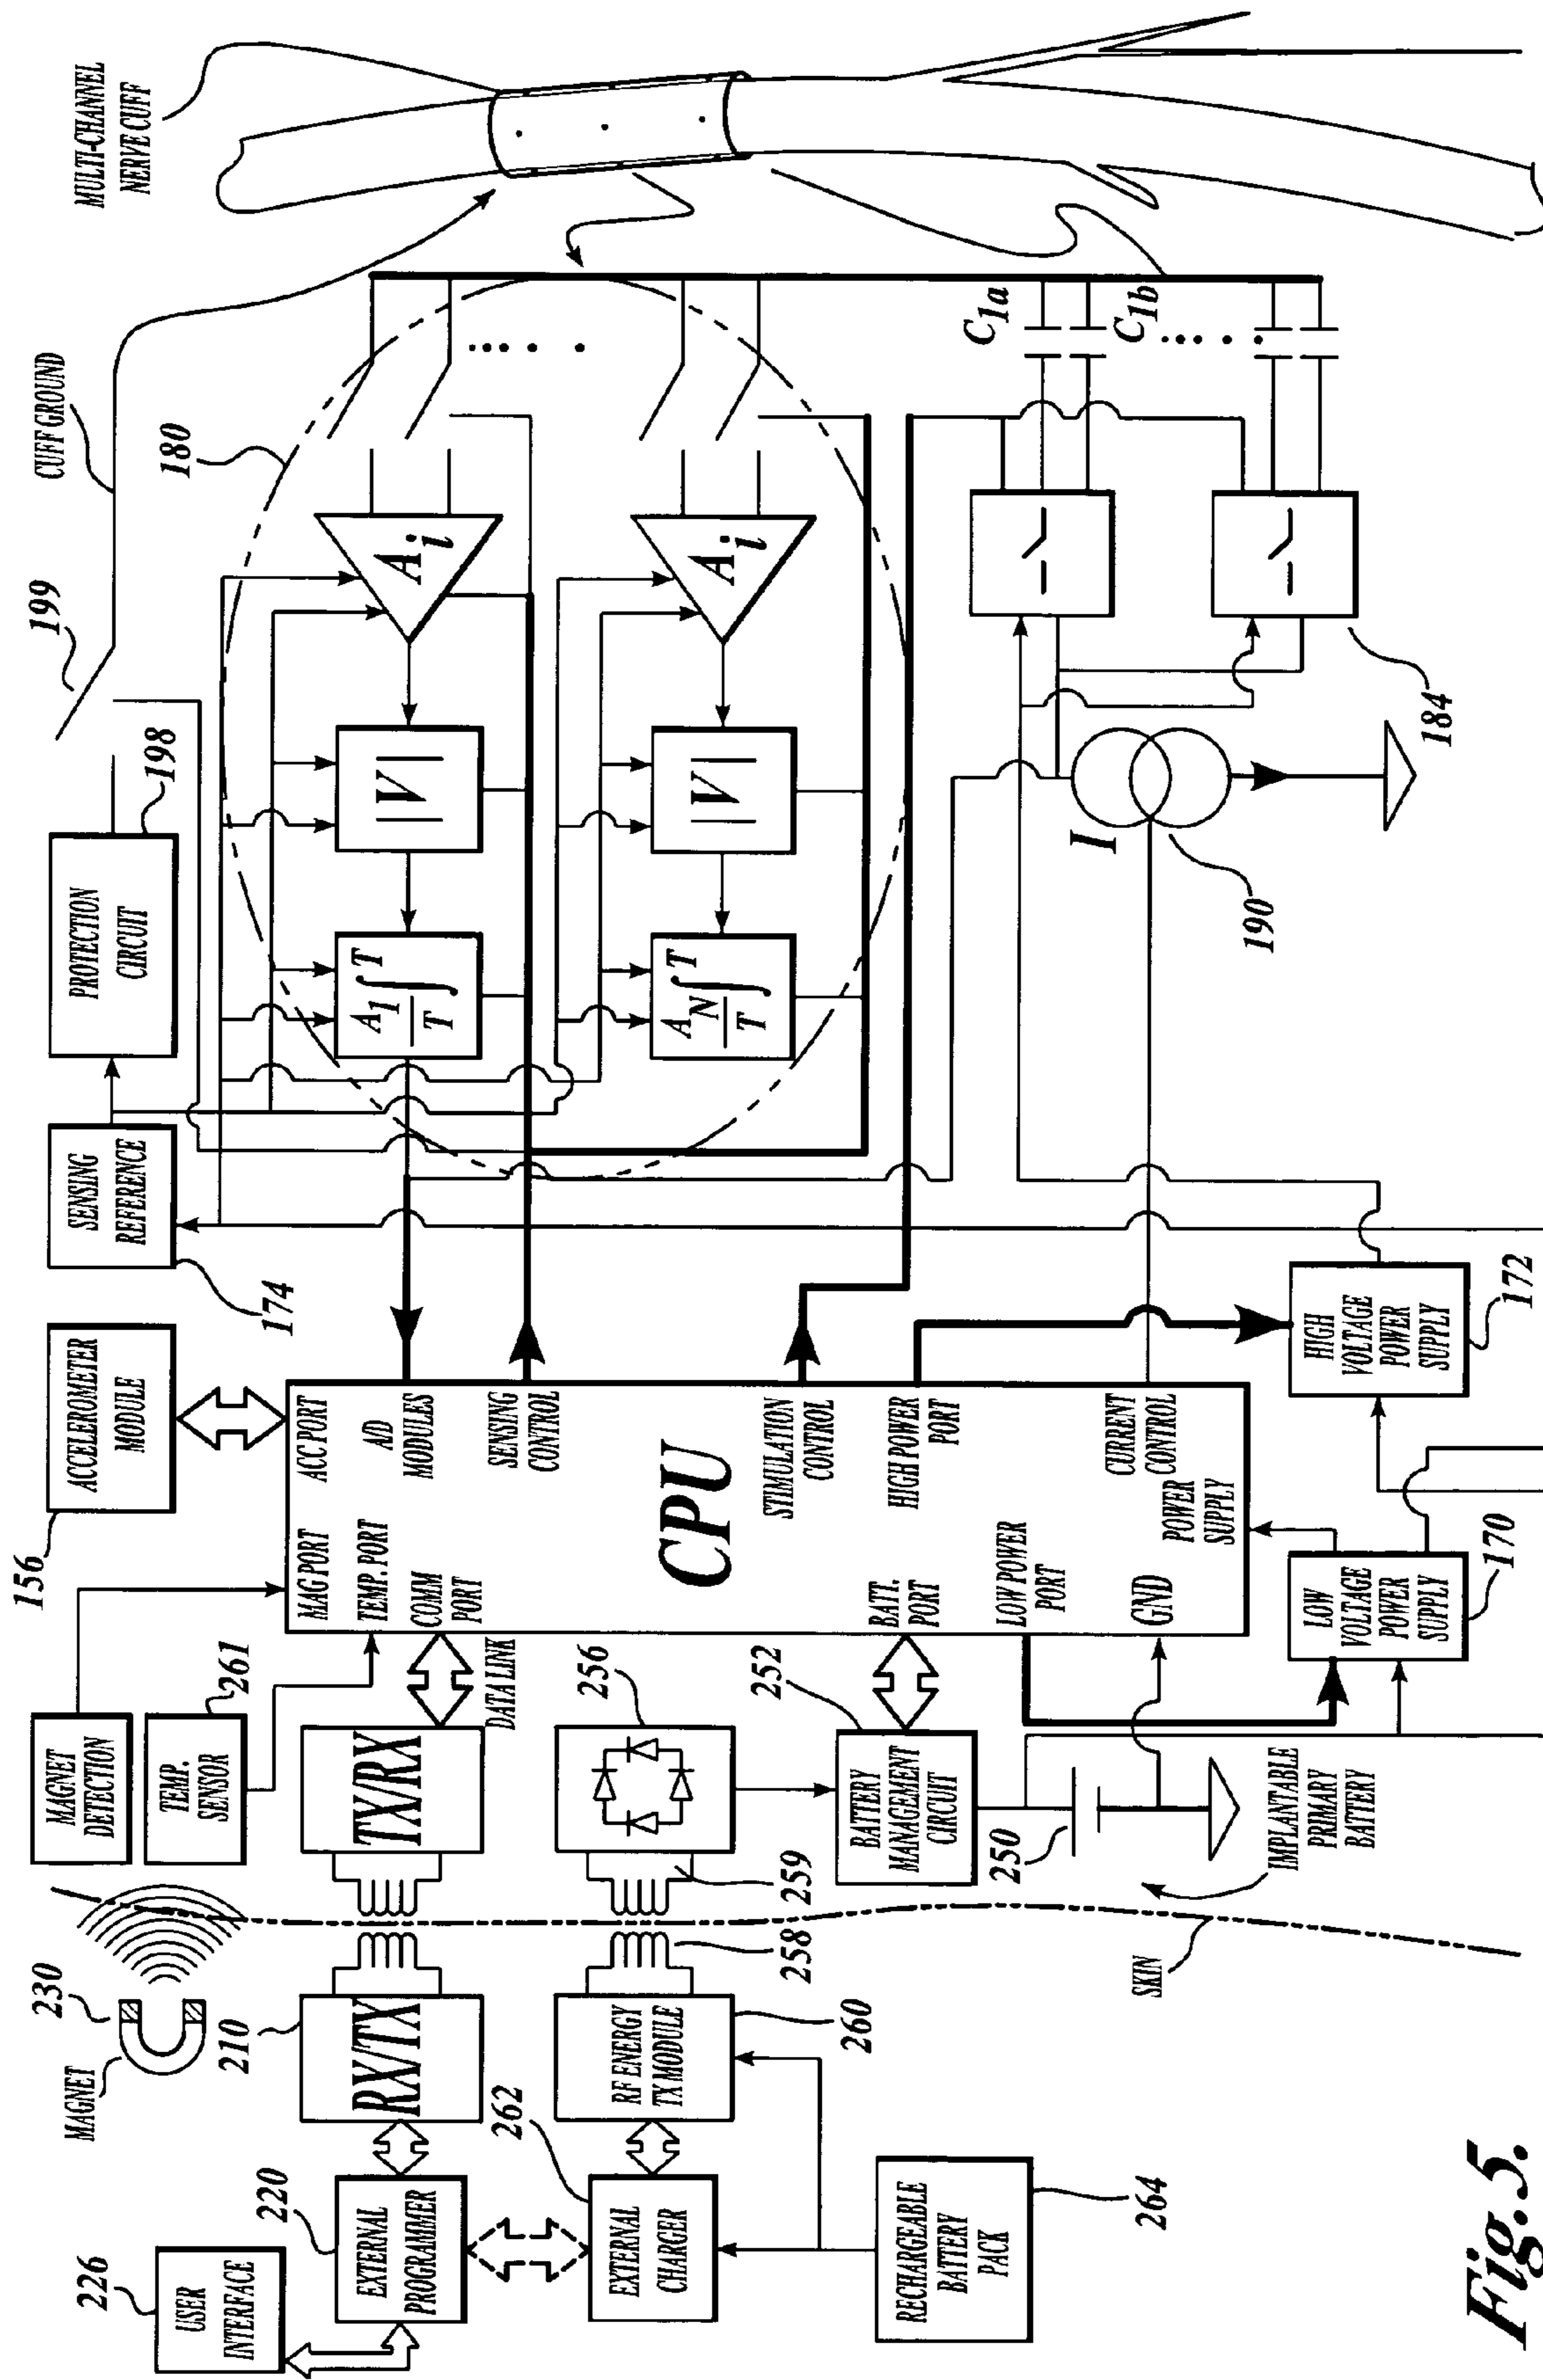 226
USER
INTERFACE
220
EXTERNAL
PROGRAMMER
262
EXTERNAL
CHARGER
RECHARGEABLE
BATTERY
PACK
264
MAGNET
230
210
RX/TX
RF ENERGY
TX MODULE
260
258
259
SKIN
MAGNET
DETECTION
TEMP.
SENSOR
261
TX/RX
DATA LINK
256
252
BATTERY
MANAGEMENT
CIRCUIT
250
IMPLANTABLE
PRIMARY
BATTERY
156
ACCELEROMETER
MODULE
MAG PORT
TEMP. PORT
COMM
PORT
BATT.
PORT
LOW POWER
PORT
GND
CPU
ACC PORT
A/D
MODULES
SENSING
CONTROL
STIMULATION
CONTROL
HIGH POWER
PORT
CURRENT
CONTROL
POWER
SUPPLY
LOW
VOLTAGE
POWER
SUPPLY
170
HIGH
VOLTAGE
POWER
SUPPLY
172
174
SENSING
REFERENCE
PROTECTION
CIRCUIT
198
199
CUFF GROUND
180
A1
T
∫T
|V|
Ai
AN
T
∫T
|V|
Ai
I
190
184
C1a
C1b
MULTI-CHANNEL
NERVE CUFF
Fig. 5.